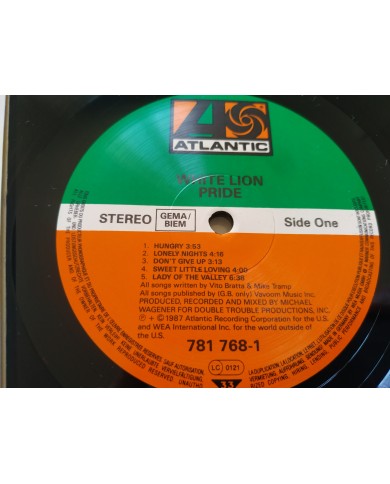 ATLANTIC
WHITE LION
PRIDE
STEREO
GEMA/
BIEM
Side One
1. HUNGRY 3:53
2. LONELY NIGHTS 4:16
3. DON'T GIVE UP 3:13
4. SWEET LITTLE LOVING 4:00
5. LADY OF THE VALLEY 6:36
All songs written by Vito Bratta & Mike Tramp
All songs published by (G.B. only) Vavoom Music Inc.
PRODUCED, RECORDED AND MIXED BY MICHAEL
WAGENER FOR DOUBLE TROUBLE PRODUCTIONS, INC.
℗ + © 1987 Atlantic Recording Corporation for the U.S.
and WEA International Inc. for the world outside
of the U.S.
781 768-1
LC 0121
33